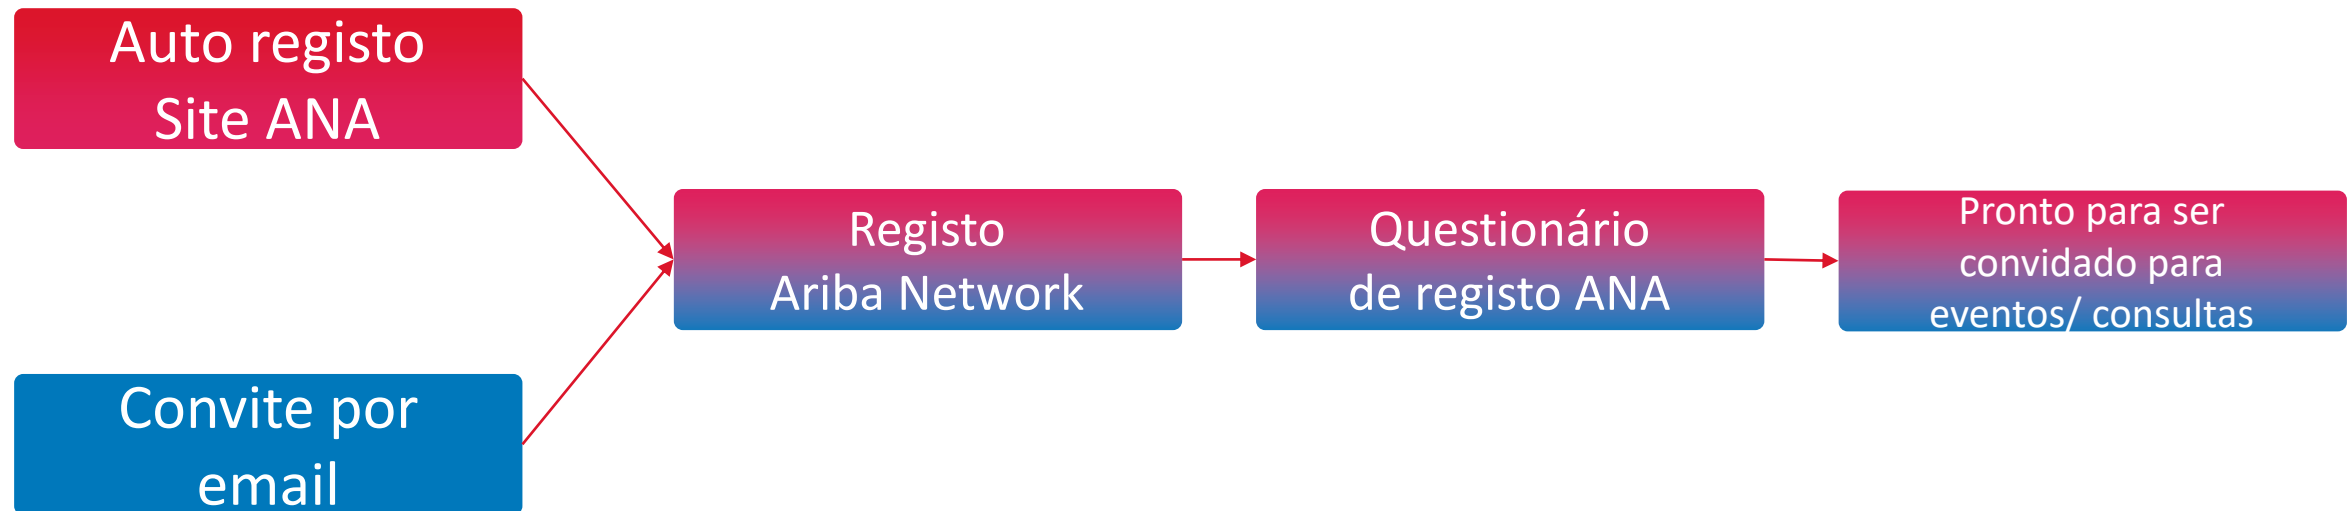 Auto registo
Site ANA
Convite por
email
Registo
Ariba Network
Questionário
de registo ANA
Pronto para ser
convidado para
eventos/ consultas